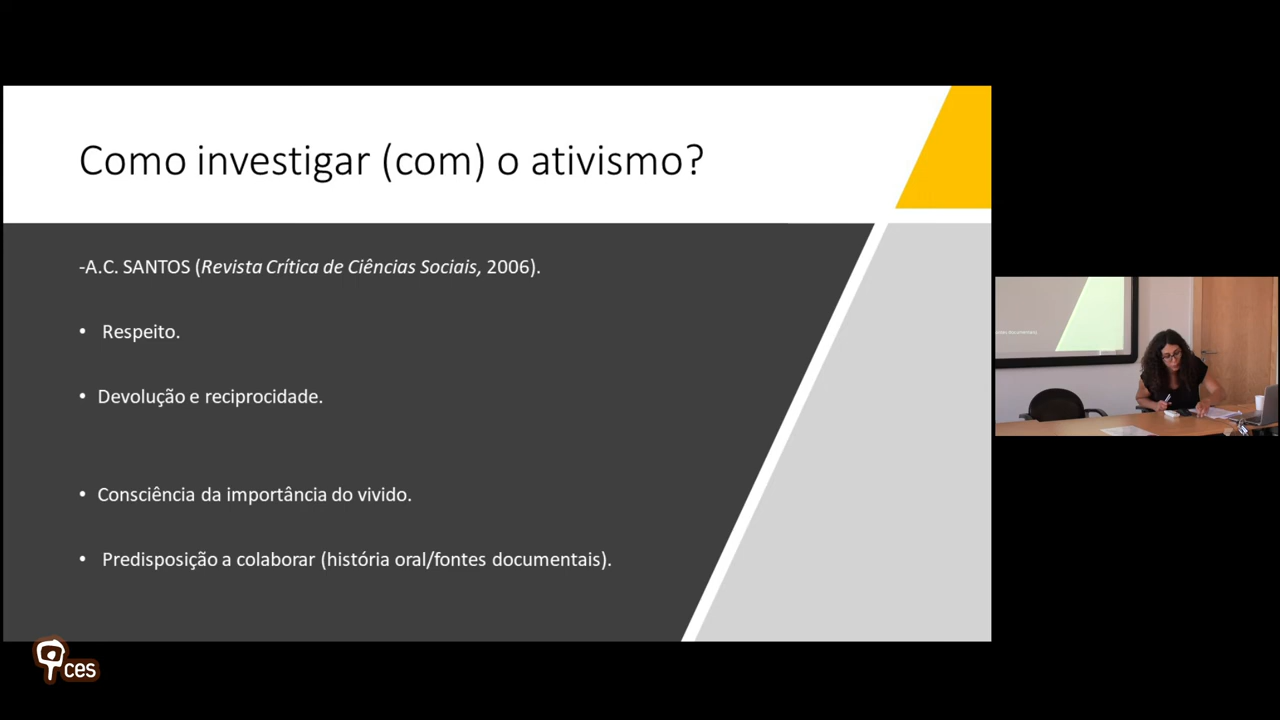 Como investigar (com) o ativismo?
-A.C. SANTOS (Revista Crítica de Ciências Sociais, 2006).
• Respeito.
• Devolução e reciprocidade.
• Consciência da importância do vivido.
• Predisposição a colaborar (história oral/fontes documentais).
ces